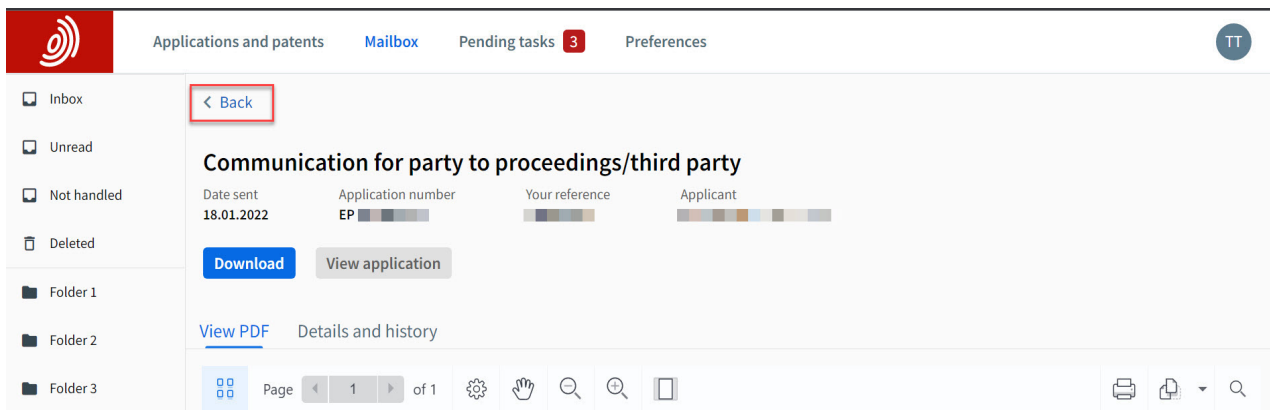 Applications and patents Mailbox Pending tasks 3 Preferences TT
Inbox
Unread
Not handled
Deleted
Folder 1
Folder 2
Folder 3
< Back
Communication for party to proceedings/third party
Date sent Application number Your reference Applicant
18.01.2022 EP
Download View application
View PDF Details and history
Page 1 of 1